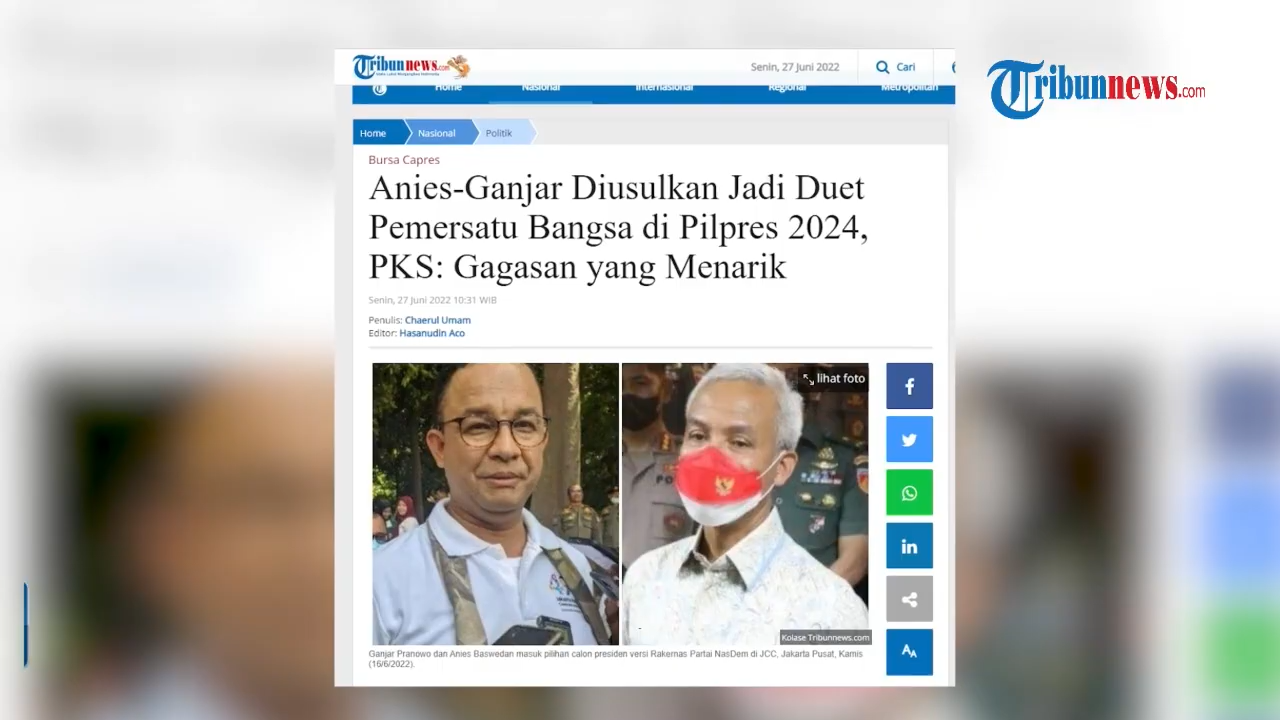 Tribunnews.com
Senin, 27 Juni 2022
Cari
Tribunnews.com
Home
Nasional
Internasional
Regional
Metropolitan
Home
Nasional
Politik
Bursa Capres
Anies-Ganjar Diusulkan Jadi Duet
Pemersatu Bangsa di Pilpres 2024,
PKS: Gagasan yang Menarik
Senin, 27 Juni 2022 10:31 WIB
Penulis: Chaerul Umam
Editor: Hasanudin Aco
lihat foto
Kolase Tribunnews.com
Ganjar Pranowo dan Anies Baswedan masuk pilihan calon presiden versi Rakernas Partai NasDem di JCC, Jakarta Pusat, Kamis
(16/6/2022).